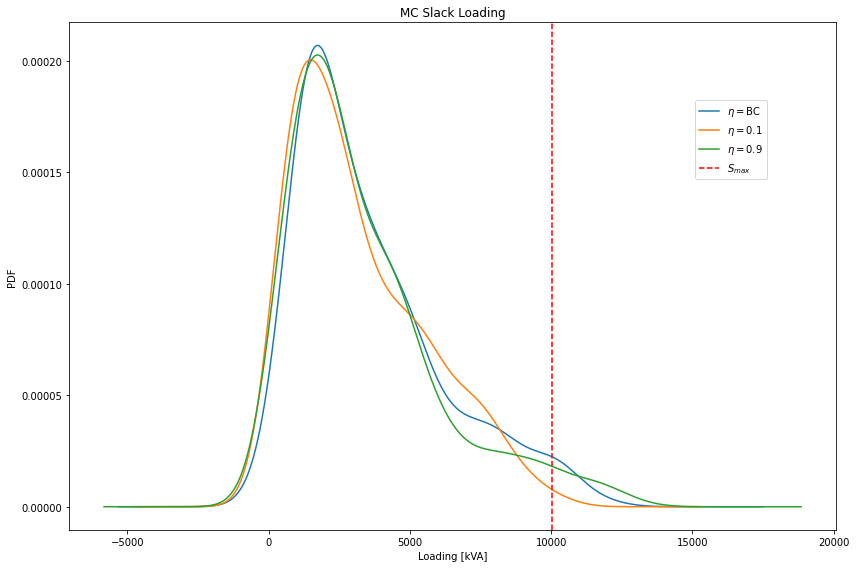 MC Slack Loading
0.00020
0.00015
0.00010
0.00005
0.00000
PDF
η = BC
η = 0.1
η = 0.9
S_max
−5000 0 5000 10000 15000 20000
Loading [kVA]